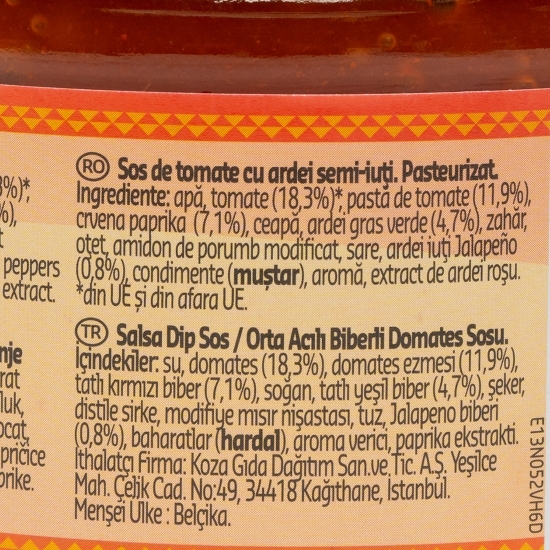 RO Sos de tomate cu ardei semi-iuți. Pasteurizat.
Ingrediente: apă, tomate (18,3%)*, pastă de tomate (11,9%),
crvena paprika (7,1%), ceapă, ardei gras verde (4,7%), zahăr,
oțet, amidon de porumb modificat, sare, ardei iuți Jalapeño
(0,8%), condimente (muștar), aromă, extract de ardei roșu.
*din UE și din afara UE.
TR Salsa Dip Sos / Orta Acılı Biberli Domates Sosu.
İçindekiler: su, domates (18,3%), domates ezmesi (11,9%),
tatlı kırmızı biber (7,1%), soğan, tatlı yeşil biber (4,7%), şeker,
distile sirke, modifiye mısır nişastası, tuz, Jalapeno biberi
(0,8%), baharatlar (hardal), aroma verici, paprika ekstraktı.
İthalatçı Firma: Koza Gıda Dağıtım San.ve Tic. A.Ş. Yeşilce
Mah. Çelik Cad. No:49, 34418 Kağıthane, İstanbul.
Menşei Ülke : Belçika.
3%)*,
%),
t
peppers
extract.
nje
rat
luk,
ocat,
pričice
brike.
E13N052VH6D